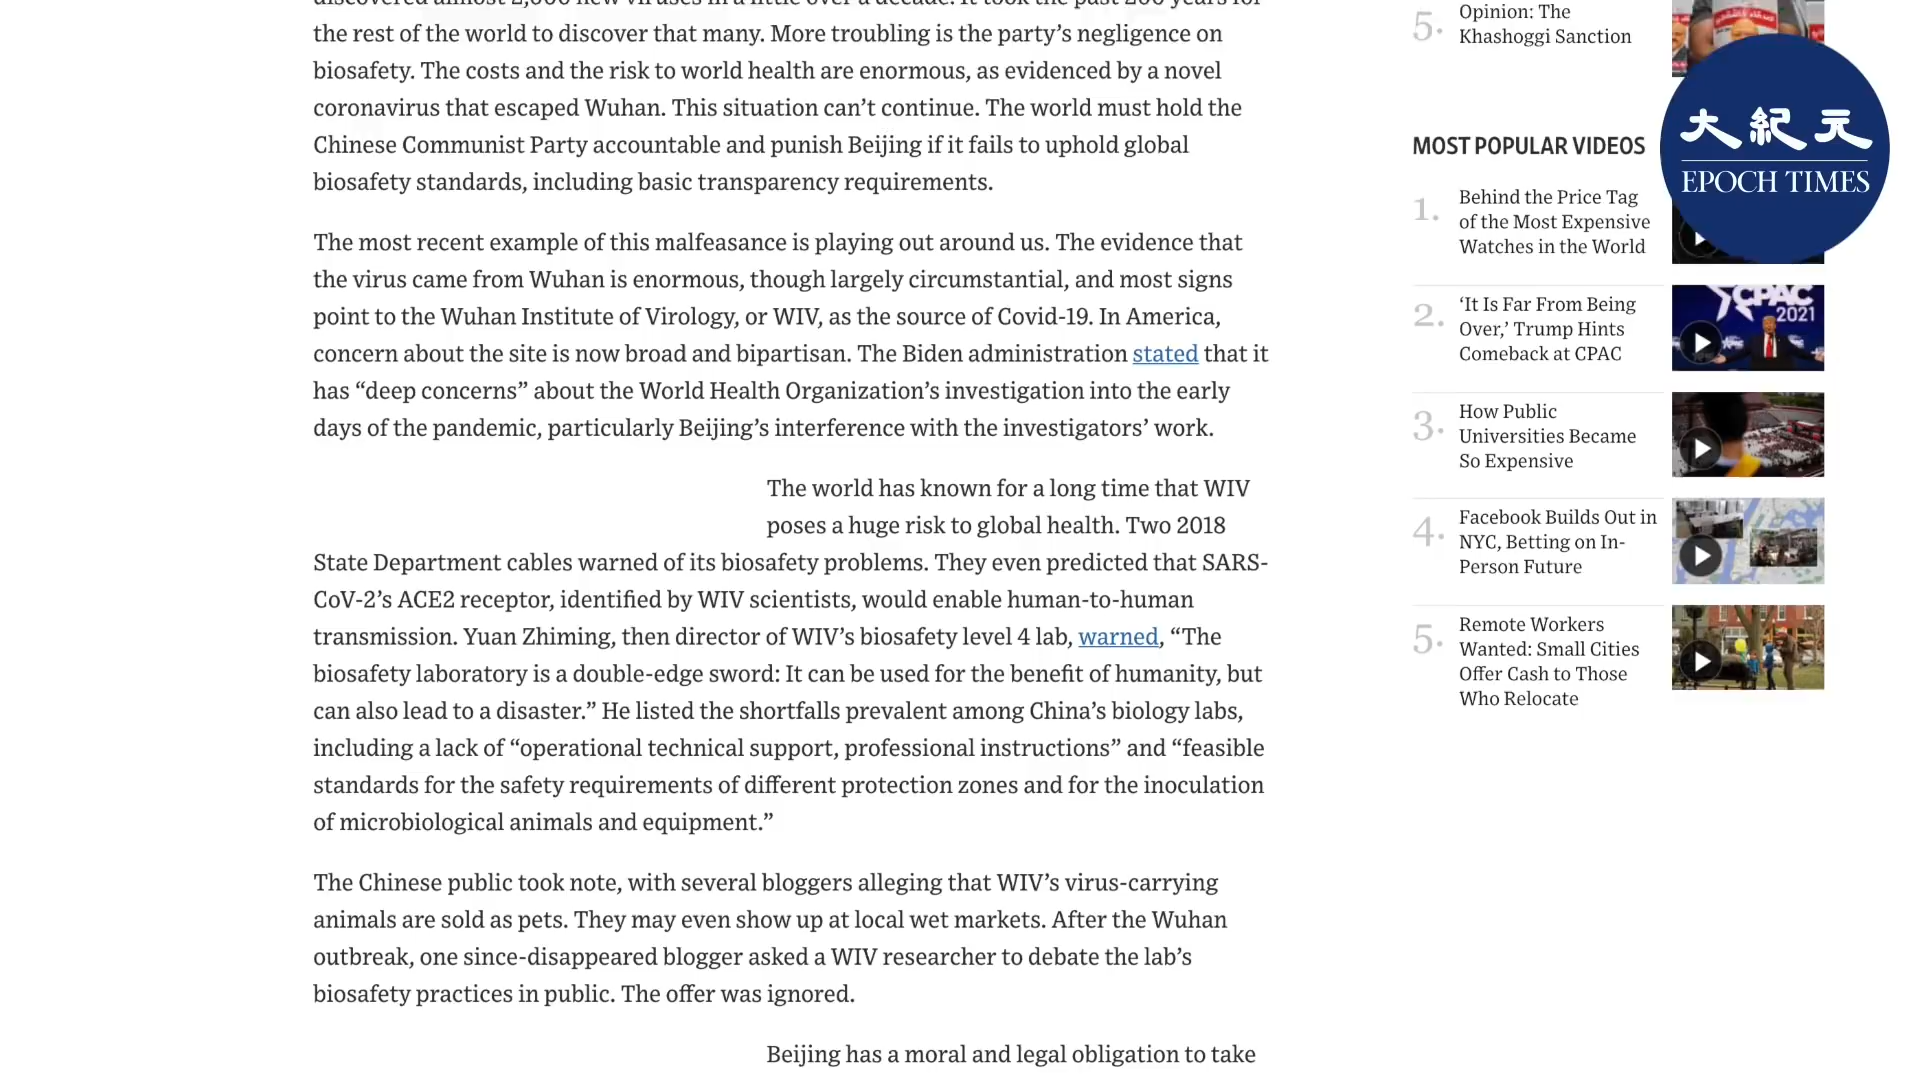 discovered almost 2,000 new viruses in a little over a decade. It took the past 200 years for
the rest of the world to discover that many. More troubling is the party’s negligence on
biosafety. The costs and the risk to world health are enormous, as evidenced by a novel
coronavirus that escaped Wuhan. This situation can’t continue. The world must hold the
Chinese Communist Party accountable and punish Beijing if it fails to uphold global
biosafety standards, including basic transparency requirements.
The most recent example of this malfeasance is playing out around us. The evidence that
the virus came from Wuhan is enormous, though largely circumstantial, and most signs
point to the Wuhan Institute of Virology, or WIV, as the source of Covid-19. In America,
concern about the site is now broad and bipartisan. The Biden administration stated that it
has “deep concerns” about the World Health Organization’s investigation into the early
days of the pandemic, particularly Beijing’s interference with the investigators’ work.
The world has known for a long time that WIV
poses a huge risk to global health. Two 2018
State Department cables warned of its biosafety problems. They even predicted that SARS-
CoV-2’s ACE2 receptor, identified by WIV scientists, would enable human-to-human
transmission. Yuan Zhiming, then director of WIV’s biosafety level 4 lab, warned, “The
biosafety laboratory is a double-edge sword: It can be used for the benefit of humanity, but
can also lead to a disaster.” He listed the shortfalls prevalent among China’s biology labs,
including a lack of “operational technical support, professional instructions” and “feasible
standards for the safety requirements of different protection zones and for the inoculation
of microbiological animals and equipment.”
The Chinese public took note, with several bloggers alleging that WIV’s virus-carrying
animals are sold as pets. They may even show up at local wet markets. After the Wuhan
outbreak, one since-disappeared blogger asked a WIV researcher to debate the lab’s
biosafety practices in public. The offer was ignored.
Beijing has a moral and legal obligation to take
5.
Opinion: The
Khashoggi Sanction
大紀元
EPOCH TIMES
MOST POPULAR VIDEOS
1.
Behind the Price Tag
of the Most Expensive
Watches in the World
2.
‘It Is Far From Being
Over,’ Trump Hints
Comeback at CPAC
CPAC
2021
3.
How Public
Universities Became
So Expensive
4.
Facebook Builds Out in
NYC, Betting on In-
Person Future
5.
Remote Workers
Wanted: Small Cities
Offer Cash to Those
Who Relocate